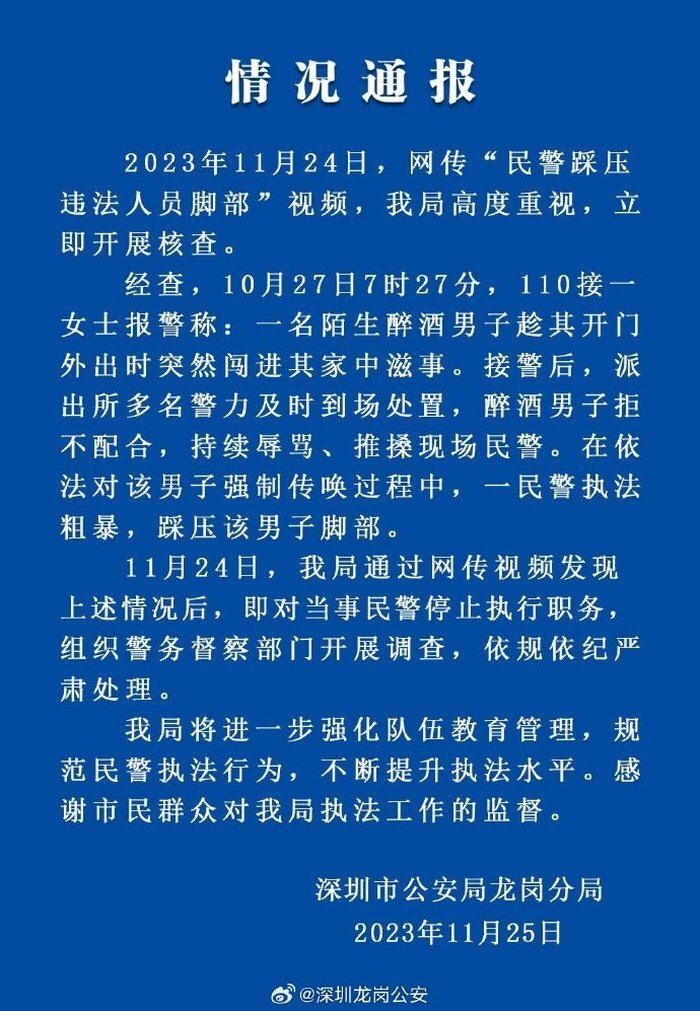 情况通报
2023年11月24日，网传“民警踩压
违法人员脚部”视频，我局高度重视，立
即开展核查。
经查，10月27日7时27分，110接一
女士报警称：一名陌生醉酒男子趁其开门
外出时突然闯进其家中滋事。接警后，派
出所多名警力及时到场处置，醉酒男子拒
不配合，持续辱骂、推搡现场民警。在依
法对该男子强制传唤过程中，一民警执法
粗暴，踩压该男子脚部。
11月24日，我局通过网传视频发现
上述情况后，即对当事民警停止执行职务，
组织警务督察部门开展调查，依规依纪严
肃处理。
我局将进一步强化队伍教育管理，规
范民警执法行为，不断提升执法水平。感
谢市民群众对我局执法工作的监督。
深圳市公安局龙岗分局
2023年11月25日
@深圳龙岗公安